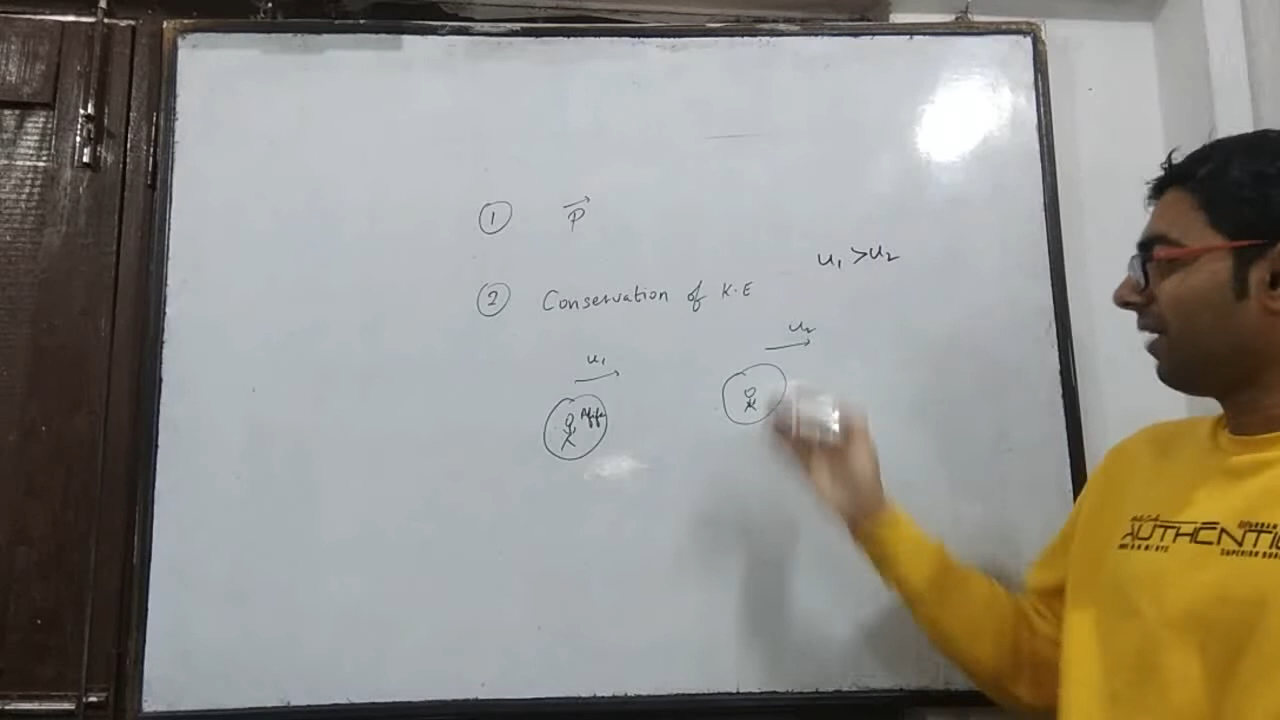 ① P
u₁ > u₂
② Conservation of K.E
u₁
u₂
AUTHENTIC